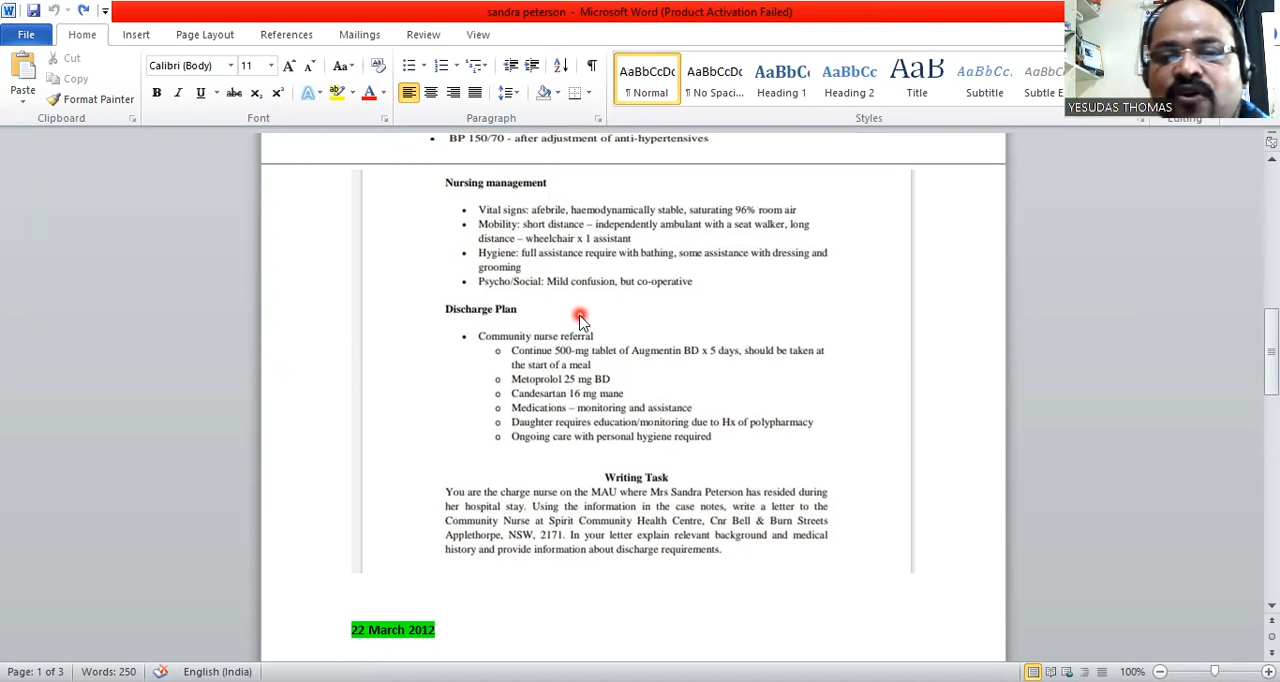 sandra peterson - Microsoft Word (Product Activation Failed)
File Home Insert Page Layout References Mailings Review View
Paste
Cut
Copy
Format Painter
Clipboard
Calibri (Body) 11
Font
Paragraph
AaBbCcDc AaBbCcDc AaBbC AaBbCc AaB AaBbCc.
¶ Normal ¶ No Spaci... Heading 1 Heading 2 Title Subtitle Subtle E
Styles
Editing
YESUDAS THOMAS
• BP 150/70 - after adjustment of anti-hypertensives
Nursing management
• Vital signs: afebrile, haemodynamically stable, saturating 96% room air
• Mobility: short distance – independently ambulant with a seat walker, long
distance – wheelchair x 1 assistant
• Hygiene: full assistance require with bathing, some assistance with dressing and
grooming
• Psycho/Social: Mild confusion, but co-operative
Discharge Plan
• Community nurse referral
o Continue 500-mg tablet of Augmentin BD x 5 days, should be taken at
the start of a meal
o Metoprolol 25 mg BD
o Candesartan 16 mg mane
o Medications – monitoring and assistance
o Daughter requires education/monitoring due to Hx of polypharmacy
o Ongoing care with personal hygiene required
Writing Task
You are the charge nurse on the MAU where Mrs Sandra Peterson has resided during
her hospital stay. Using the information in the case notes, write a letter to the
Community Nurse at Spirit Community Health Centre, Cnr Bell & Burn Streets
Applethorpe, NSW, 2171. In your letter explain relevant background and medical
history and provide information about discharge requirements.
22 March 2012
Page: 1 of 3 Words: 250 English (India) 100%